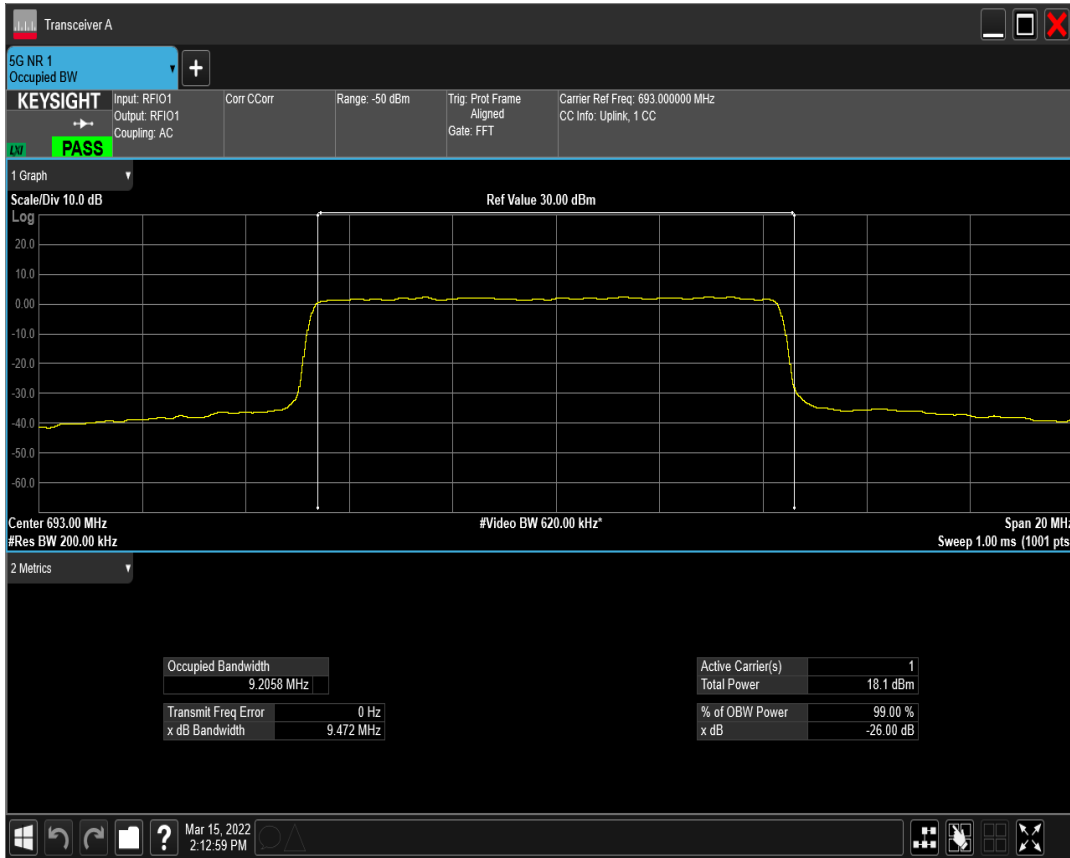 Transceiver A
5G NR 1
Occupied BW
KEYSIGHT
LXI
PASS
Input: RFIO1
Output: RFIO1
Coupling: AC
Corr CCorr
Range: -50 dBm
Trig: Prot Frame
Aligned
Gate: FFT
Carrier Ref Freq: 693.000000 MHz
CC Info: Uplink, 1 CC
1 Graph
Scale/Div 10.0 dB
Ref Value 30.00 dBm
Log
20.0
10.0
0.00
-10.0
-20.0
-30.0
-40.0
-50.0
-60.0
Center 693.00 MHz
#Video BW 620.00 kHz*
Span 20 MHz
#Res BW 200.00 kHz
Sweep 1.00 ms (1001 pts
2 Metrics
Occupied Bandwidth
9.2058 MHz
Transmit Freq Error 0 Hz
x dB Bandwidth 9.472 MHz
Active Carrier(s) 1
Total Power 18.1 dBm
% of OBW Power 99.00 %
x dB -26.00 dB
?
Mar 15, 2022
2:12:59 PM